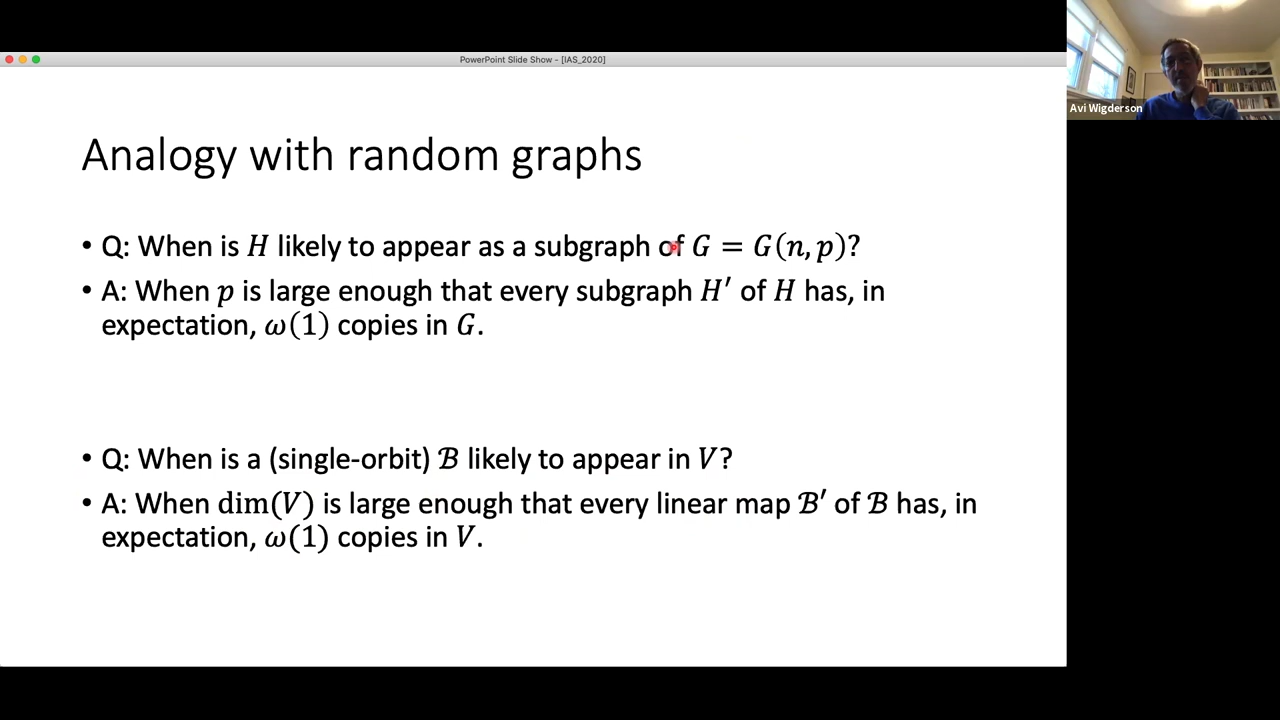 PowerPoint Slide Show - [IAS_2020]
Avi Wigderson
Analogy with random graphs
• Q: When is H likely to appear as a subgraph of G = G(n, p)?
• A: When p is large enough that every subgraph H′ of H has, in
expectation, ω(1) copies in G.
• Q: When is a (single-orbit) ℬ likely to appear in V?
• A: When dim(V) is large enough that every linear map ℬ′ of ℬ has, in
expectation, ω(1) copies in V.